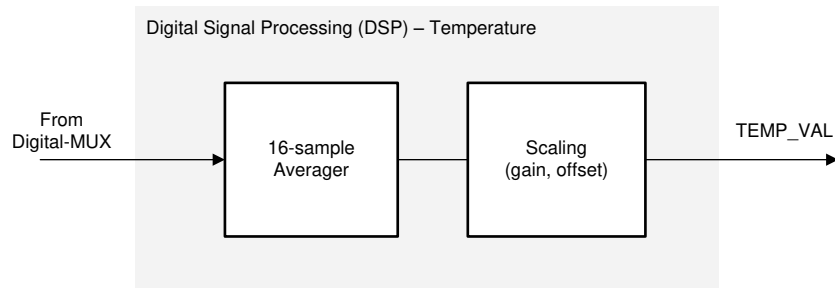 Digital Signal Processing (DSP) – Temperature
From
Digital-MUX
16-sample
Averager
Scaling
(gain, offset)
TEMP_VAL